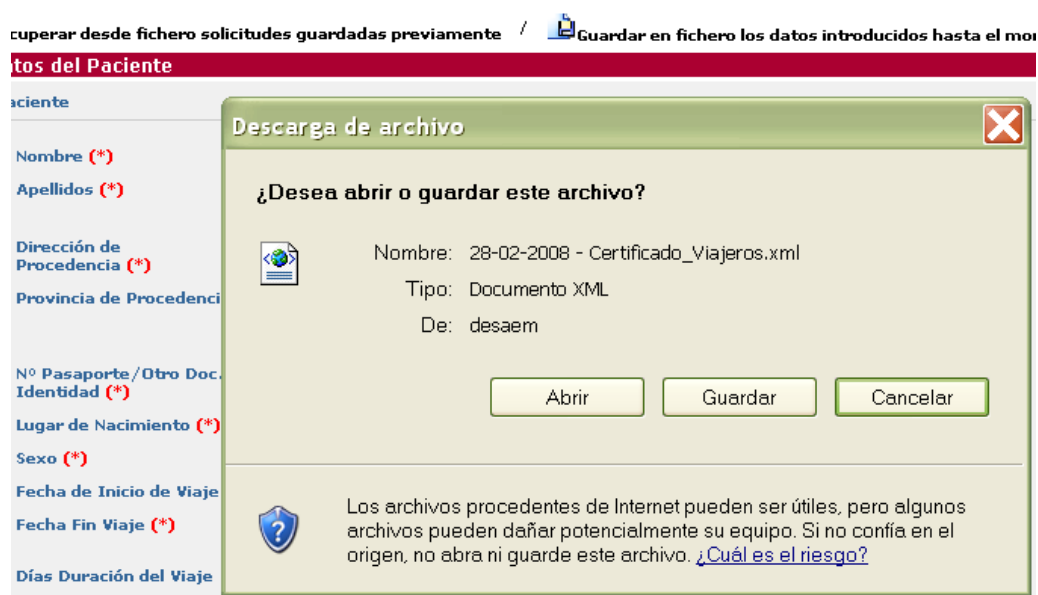 cuperar desde fichero solicitudes guardadas previamente / Guardar en fichero los datos introducidos hasta el mo
tos del Paciente
aciente
Nombre (*)
Apellidos (*)
Dirección de
Procedencia (*)
Provincia de Procedenci
Nº Pasaporte/Otro Doc.
Identidad (*)
Lugar de Nacimiento (*)
Sexo (*)
Fecha de Inicio de Viaje
Fecha Fin Viaje (*)
Días Duración del Viaje
Descarga de archivo
¿Desea abrir o guardar este archivo?
Nombre: 28-02-2008 - Certificado_Viajeros.xml
Tipo: Documento XML
De: desaem
Abrir Guardar Cancelar
Los archivos procedentes de Internet pueden ser útiles, pero algunos
archivos pueden dañar potencialmente su equipo. Si no confía en el
origen, no abra ni guarde este archivo. ¿Cuál es el riesgo?